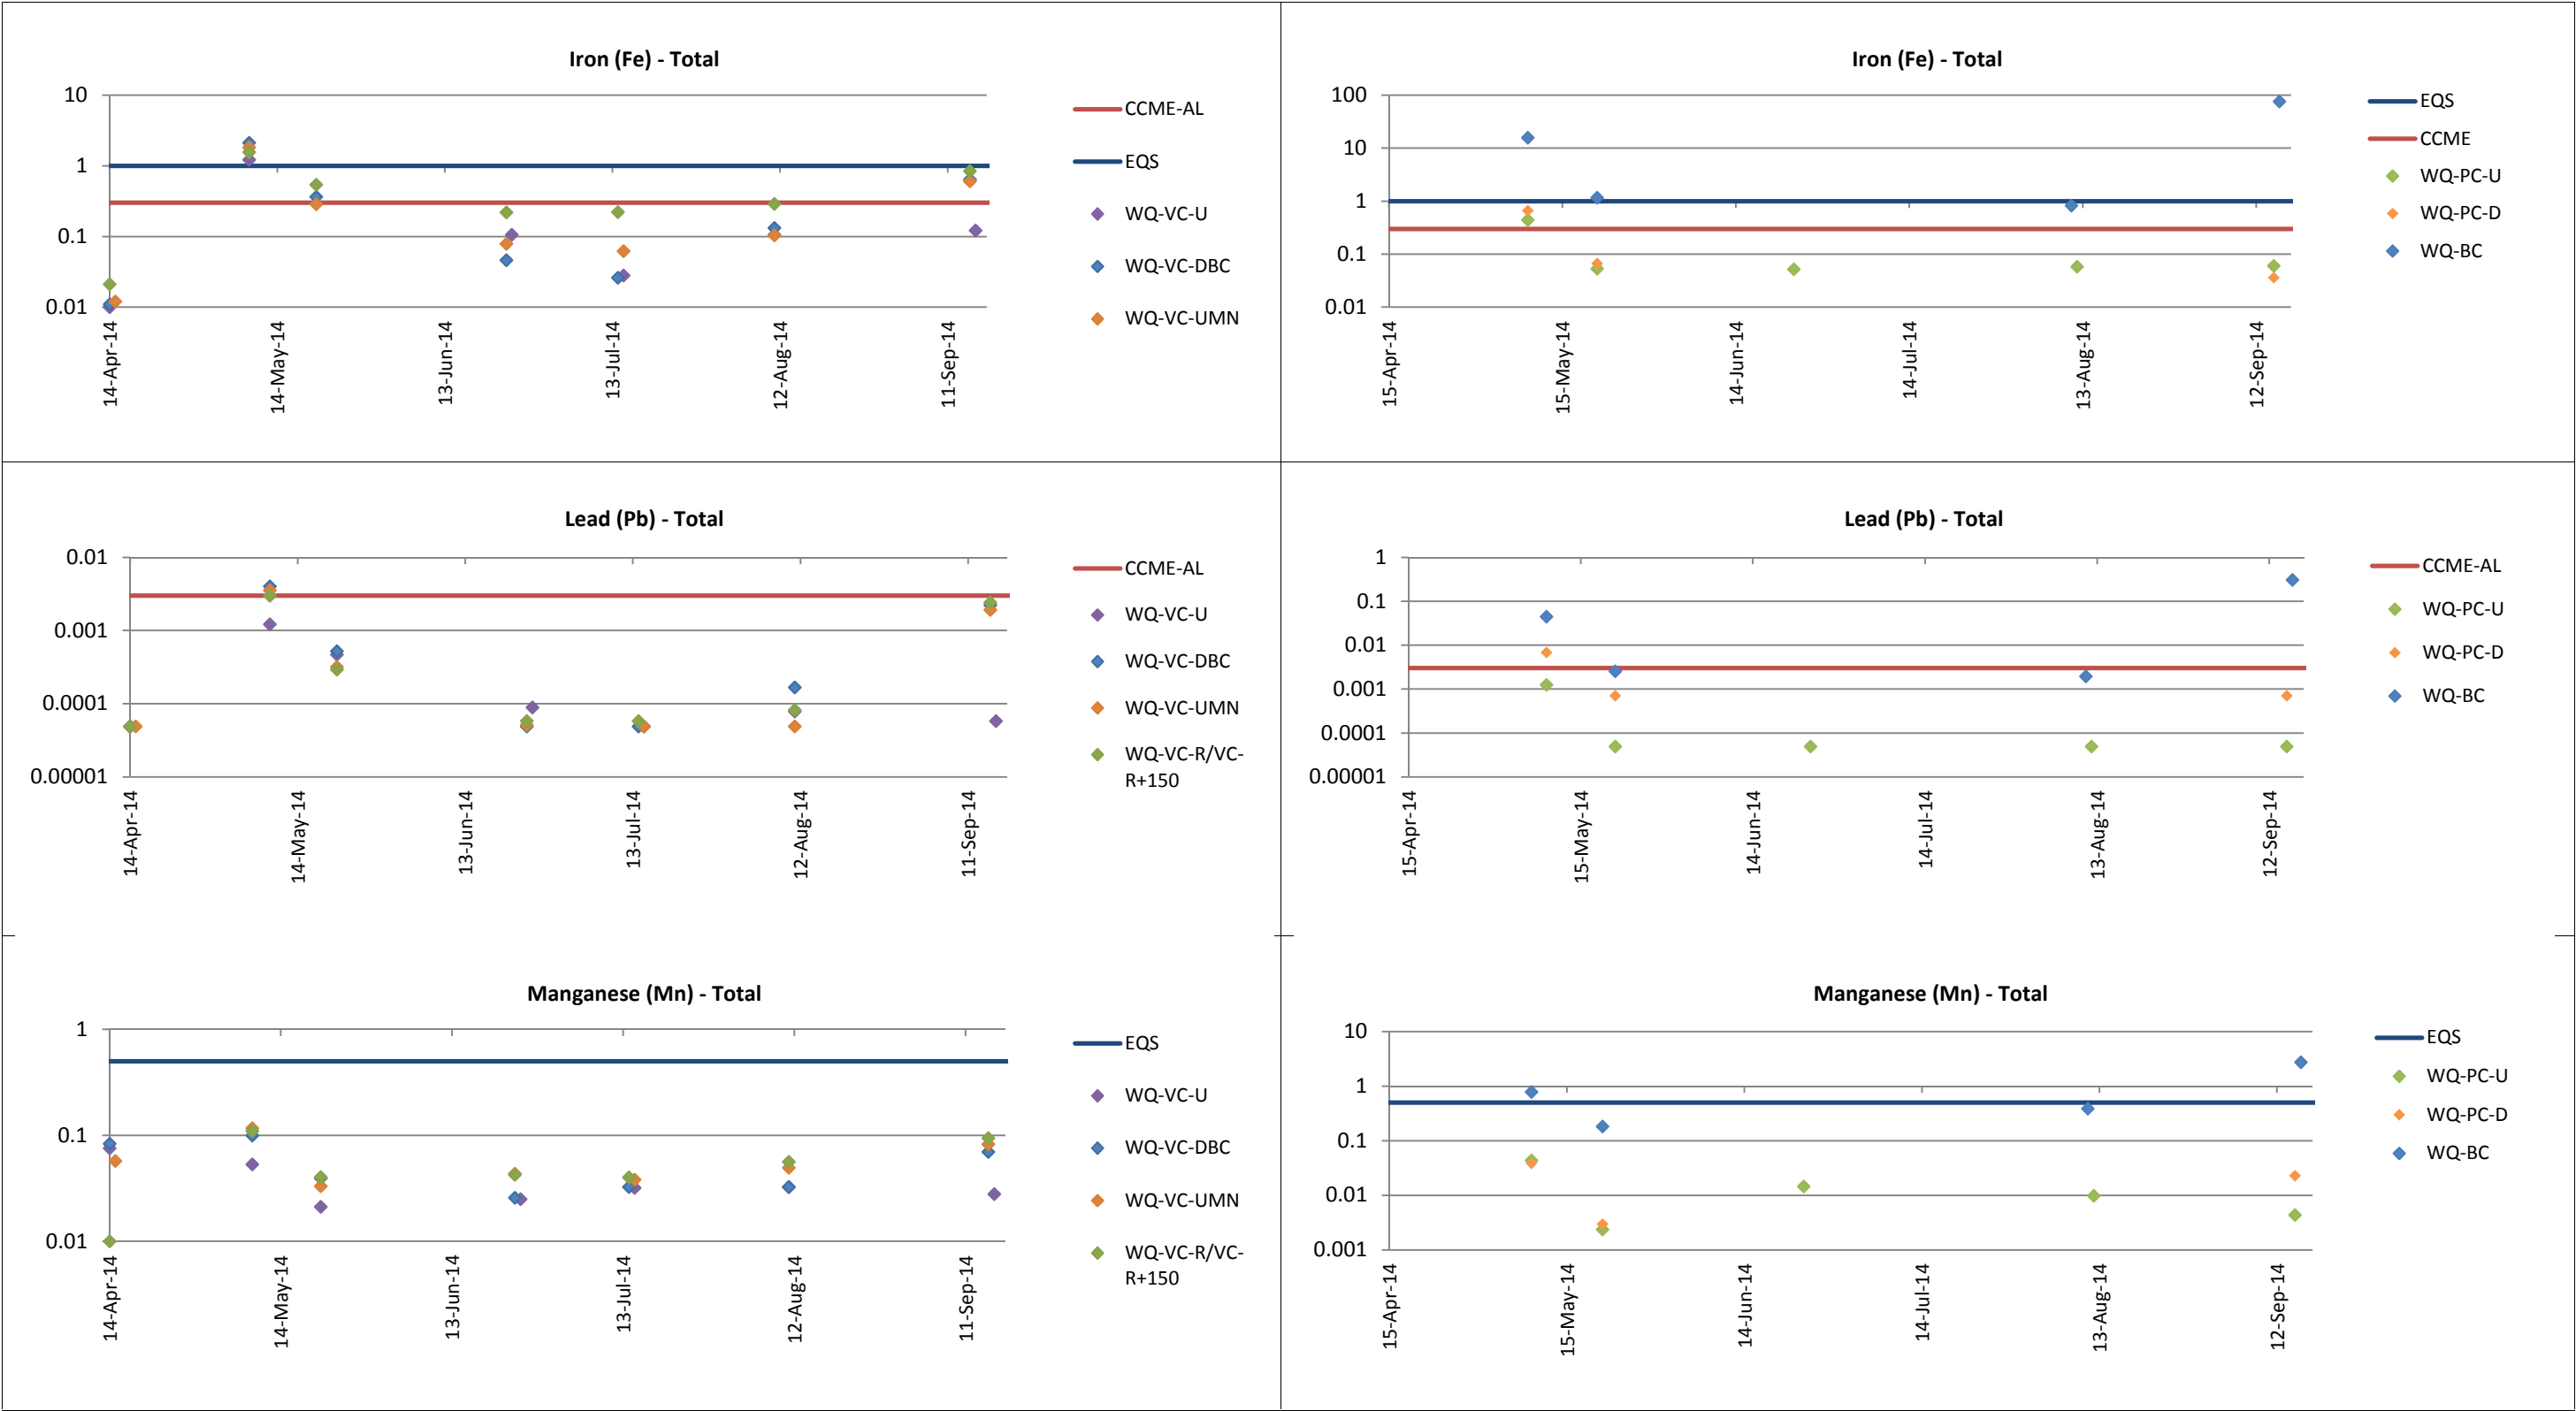 Iron (Fe) - Total
10
1
0.1
0.01
14-Apr-14
14-May-14
13-Jun-14
13-Jul-14
12-Aug-14
11-Sep-14
CCME-AL
EQS
WQ-VC-U
WQ-VC-DBC
WQ-VC-UMN
Iron (Fe) - Total
100
10
1
0.1
0.01
15-Apr-14
15-May-14
14-Jun-14
14-Jul-14
13-Aug-14
12-Sep-14
EQS
CCME
WQ-PC-U
WQ-PC-D
WQ-BC
Lead (Pb) - Total
0.01
0.001
0.0001
0.00001
14-Apr-14
14-May-14
13-Jun-14
13-Jul-14
12-Aug-14
11-Sep-14
CCME-AL
WQ-VC-U
WQ-VC-DBC
WQ-VC-UMN
WQ-VC-R/VC-
R+150
Lead (Pb) - Total
1
0.1
0.01
0.001
0.0001
0.00001
15-Apr-14
15-May-14
14-Jun-14
14-Jul-14
13-Aug-14
12-Sep-14
CCME-AL
WQ-PC-U
WQ-PC-D
WQ-BC
Manganese (Mn) - Total
1
0.1
0.01
14-Apr-14
14-May-14
13-Jun-14
13-Jul-14
12-Aug-14
11-Sep-14
EQS
WQ-VC-U
WQ-VC-DBC
WQ-VC-UMN
WQ-VC-R/VC-
R+150
Manganese (Mn) - Total
10
1
0.1
0.01
0.001
15-Apr-14
15-May-14
14-Jun-14
14-Jul-14
13-Aug-14
12-Sep-14
EQS
WQ-PC-U
WQ-PC-D
WQ-BC